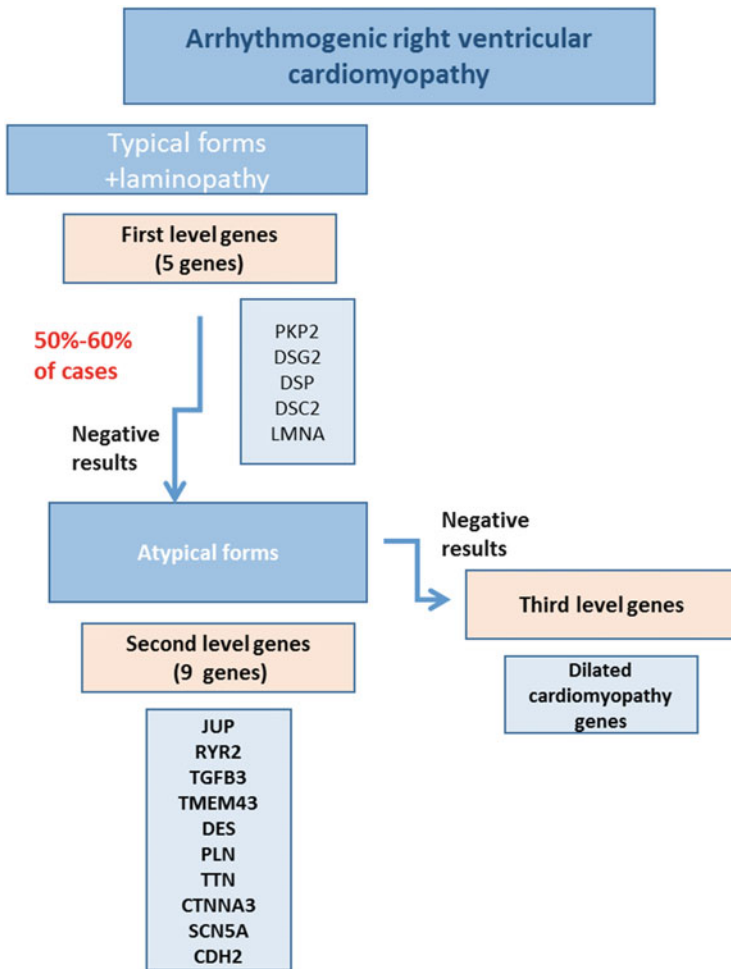 Arrhythmogenic right ventricular
cardiomyopathy
Typical forms
+laminopathy
First level genes
(5 genes)
50%-60%
of cases
PKP2
DSG2
DSP
DSC2
LMNA
Negative
results
Atypical forms
Negative
results
Third level genes
Second level genes
(9 genes)
Dilated
cardiomyopathy
genes
JUP
RYR2
TGFB3
TMEM43
DES
PLN
TTN
CTNNA3
SCN5A
CDH2